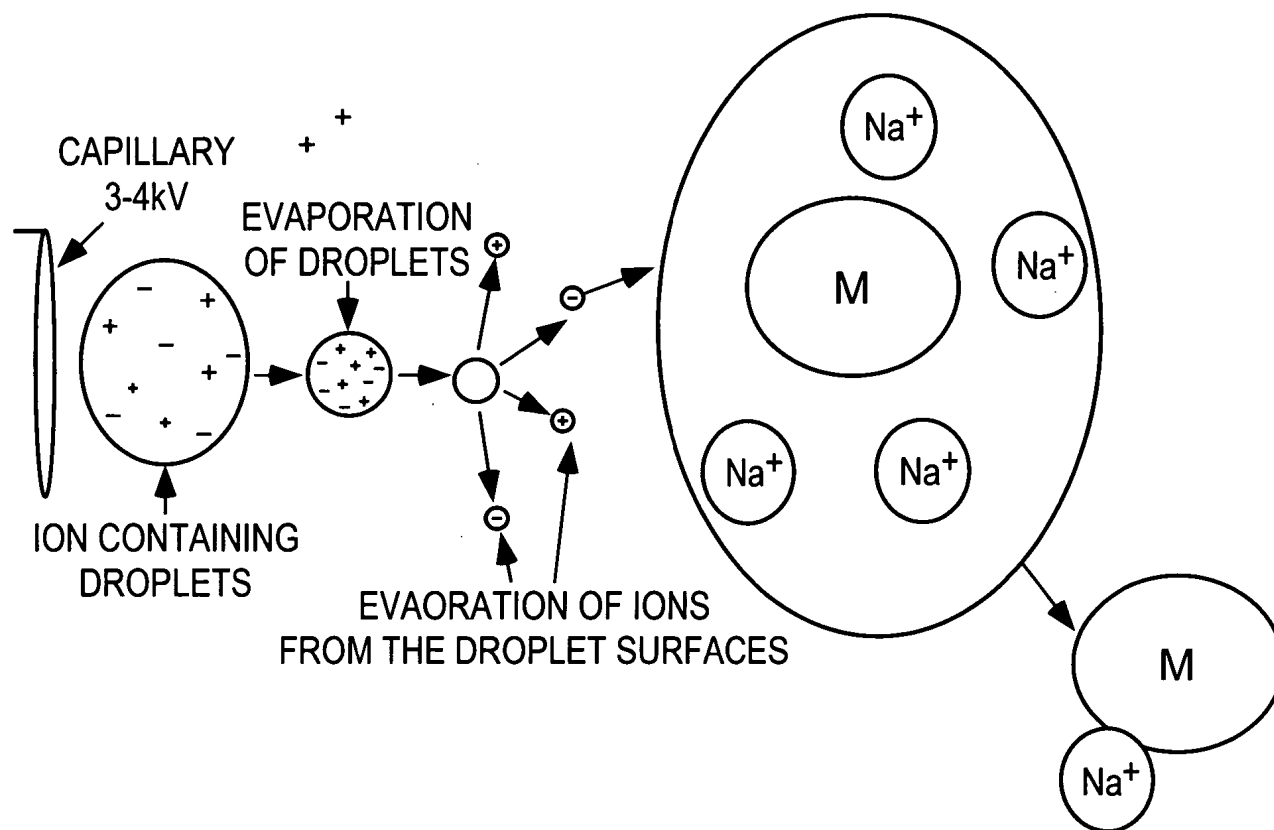 CAPILLARY
3-4kV
EVAPORATION
OF DROPLETS
ION CONTAINING
DROPLETS
EVAORATION OF IONS
FROM THE DROPLET SURFACES
Na+
M
Na+
Na+
Na+
M
Na+